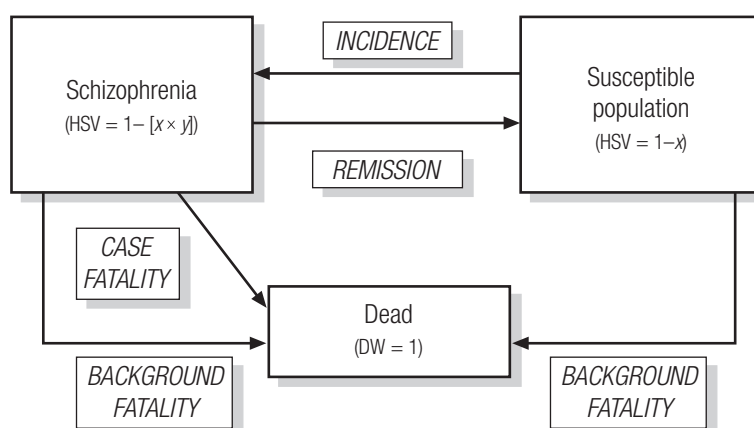 INCIDENCE
Schizophrenia
(HSV = 1– [x × y])
Susceptible
population
(HSV = 1–x)
REMISSION
CASE
FATALITY
Dead
(DW = 1)
BACKGROUND
FATALITY
BACKGROUND
FATALITY